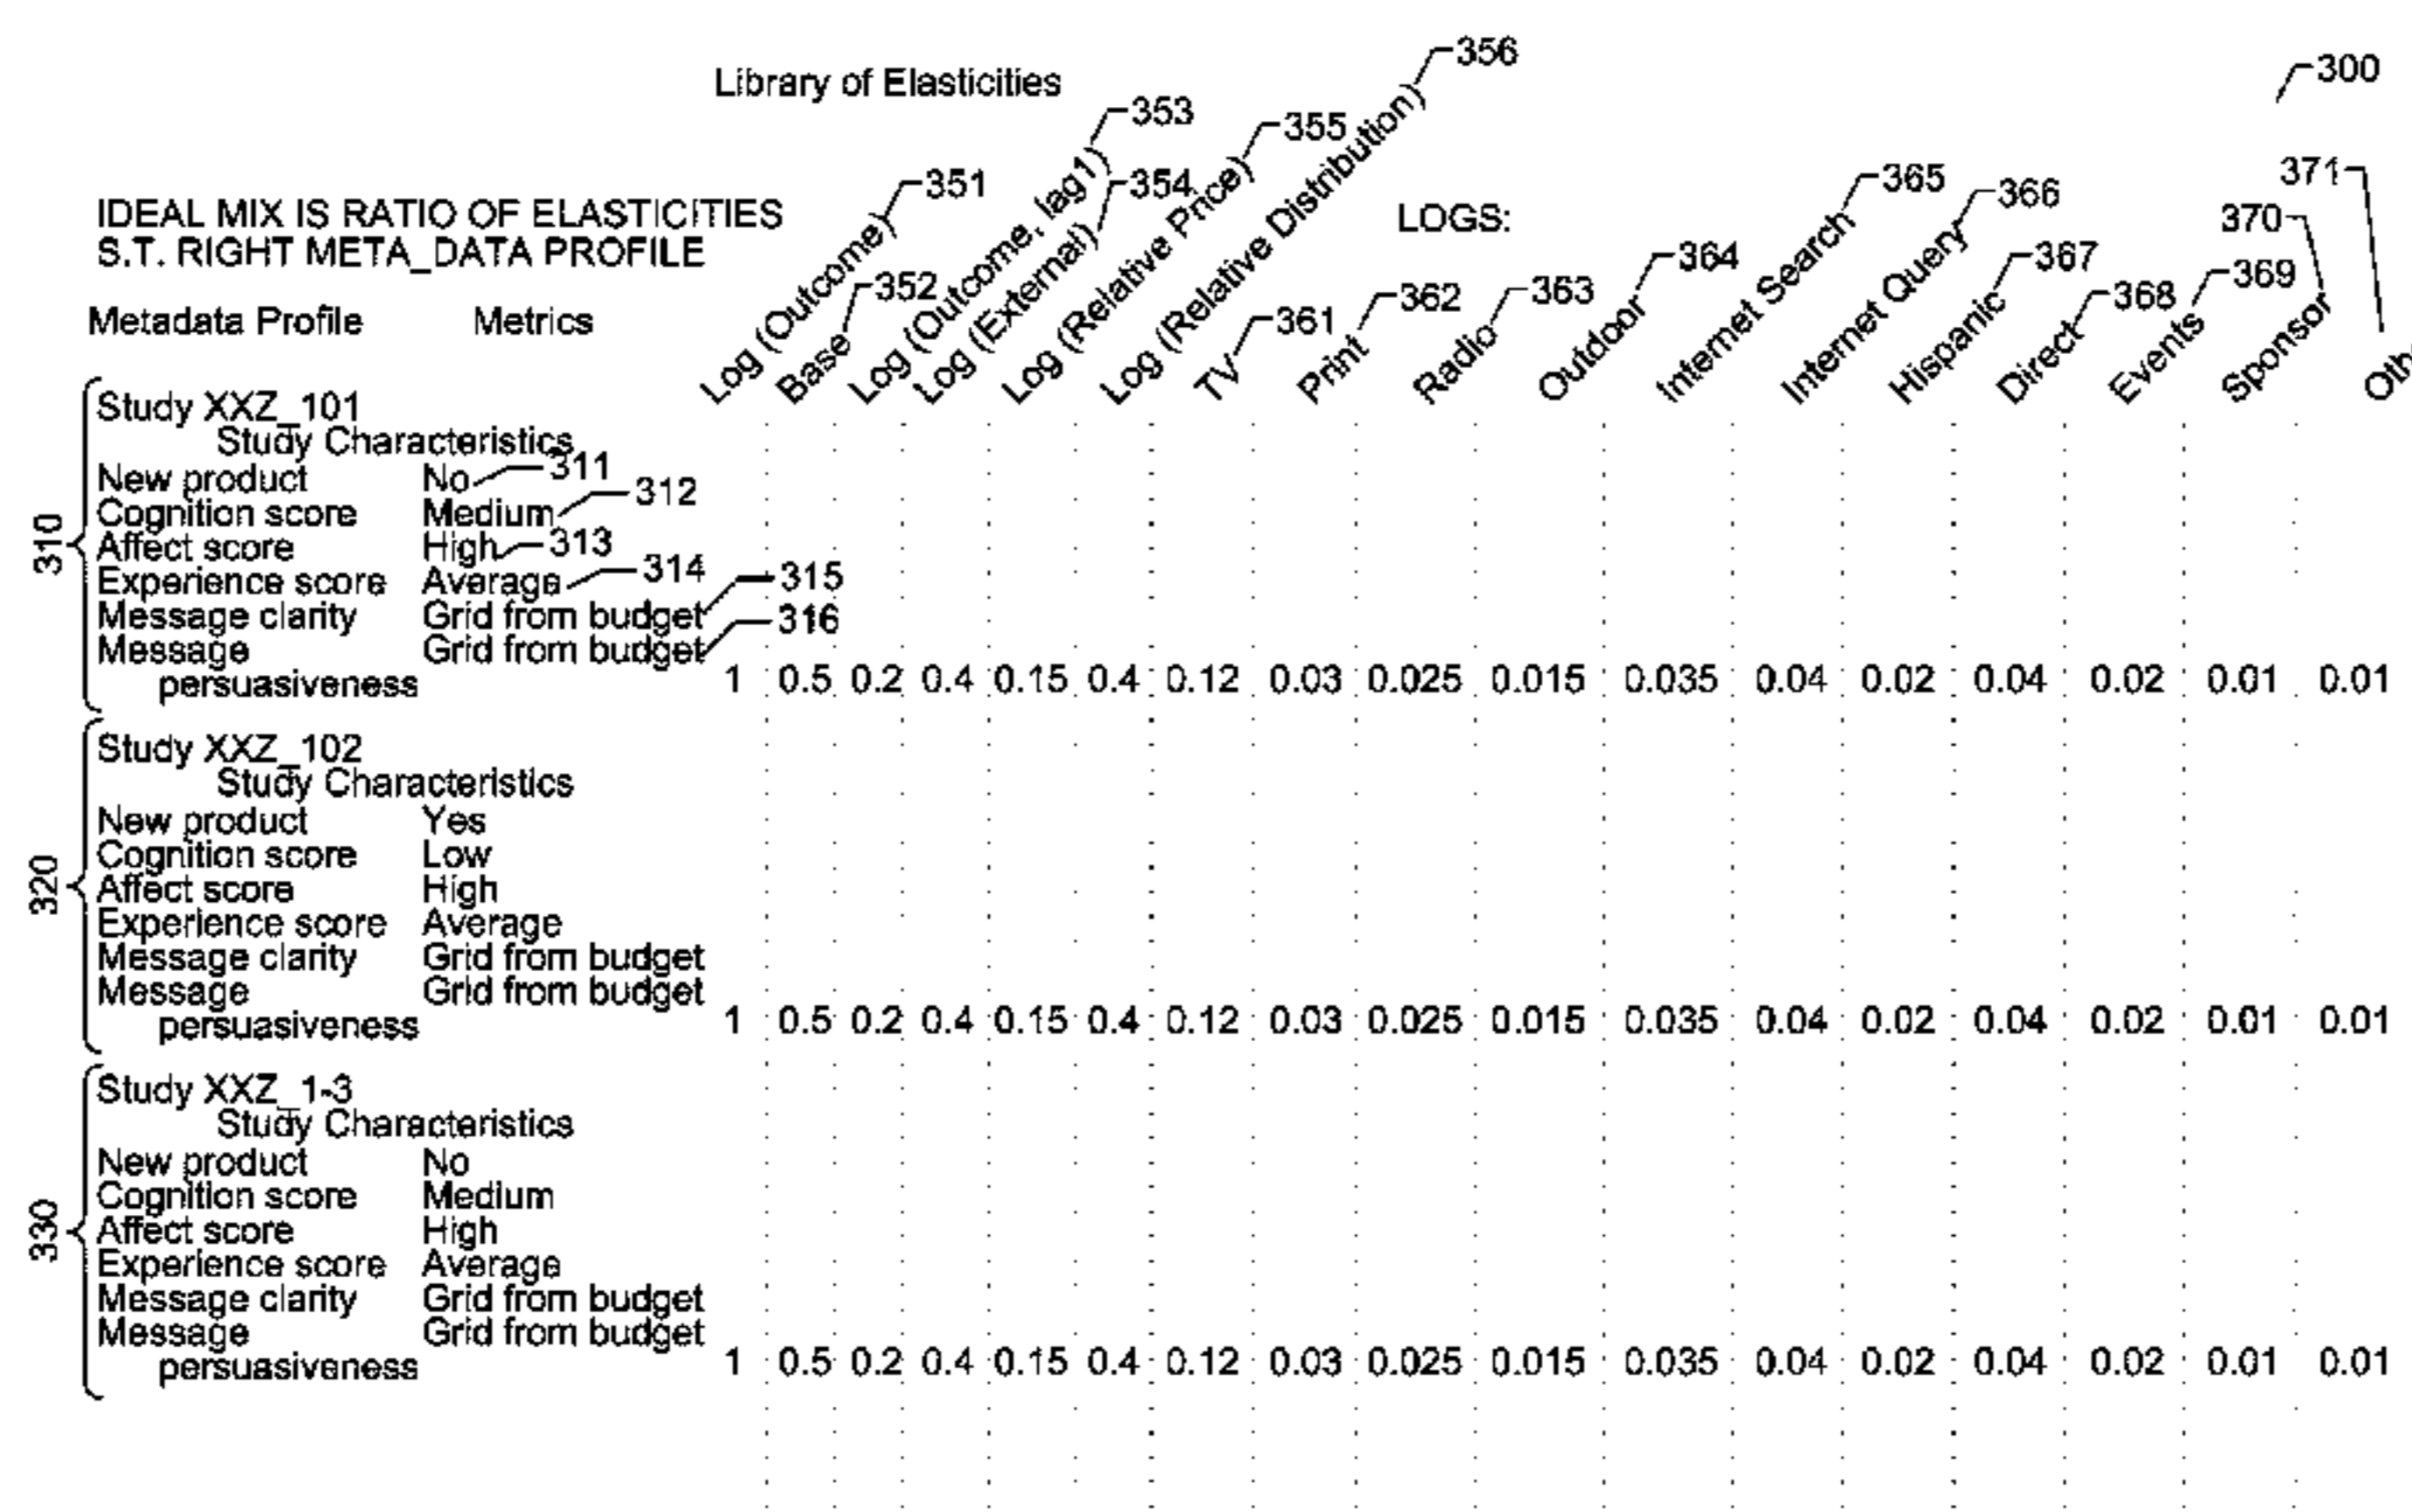 Library of Elasticities
356
300
353
355
371
351
354
365
366
IDEAL MIX IS RATIO OF ELASTICITIES
LOGS:
370
S.T. RIGHT META_DATA PROFILE
364
367
369
352
362
363
368
361
Metadata Profile Metrics
Log (Outcome) Base Log (Outcome, lag1) Log (External) Log (Relative Price) Log (Relative Distribution) TV Print Radio Outdoor Internet Search Internet Query Hispanic Direct Events Sponsor
310
Study XXZ_101
Study Characteristics
New product No 311
Cognition score Medium 312
Affect score High 313
Experience score Average 314
Message clarity Grid from budget 315
Message Grid from budget 316
persuasiveness 1 0.5 0.2 0.4 0.15 0.4 0.12 0.03 0.025 0.015 0.035 0.04 0.02 0.04 0.02 0.01 0.01
320
Study XXZ_102
Study Characteristics
New product Yes
Cognition score Low
Affect score High
Experience score Average
Message clarity Grid from budget
Message Grid from budget
persuasiveness 1 0.5 0.2 0.4 0.15 0.4 0.12 0.03 0.025 0.015 0.035 0.04 0.02 0.04 0.02 0.01 0.01
330
Study XXZ_1-3
Study Characteristics
New product No
Cognition score Medium
Affect score High
Experience score Average
Message clarity Grid from budget
Message Grid from budget
persuasiveness 1 0.5 0.2 0.4 0.15 0.4 0.12 0.03 0.025 0.015 0.035 0.04 0.02 0.04 0.02 0.01 0.01